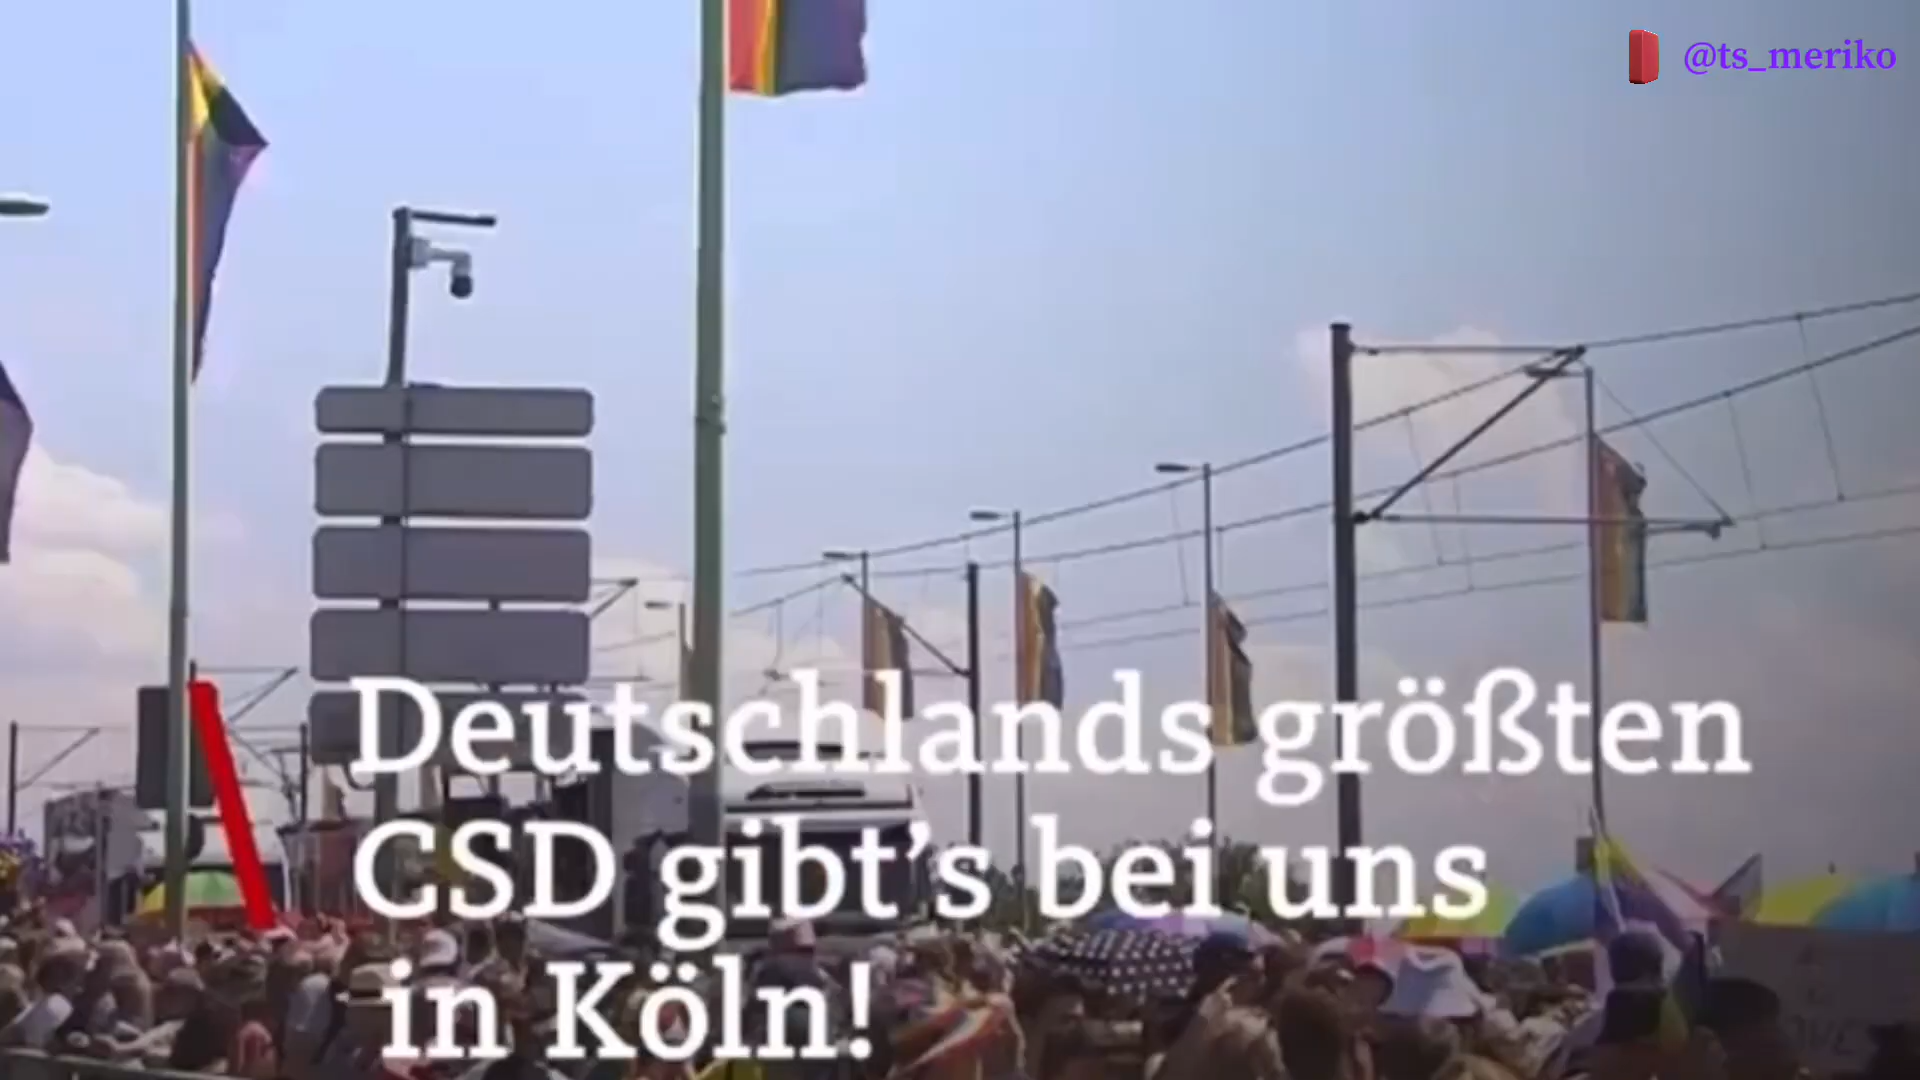 @ts_meriko
Deutschlands größten
CSD gibt's bei uns
in Köln!